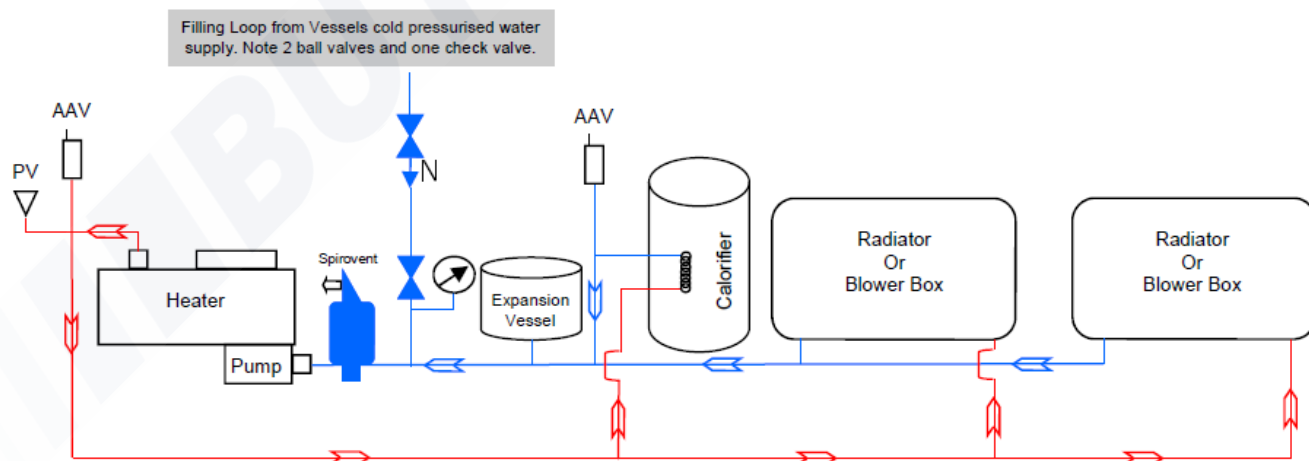 Filling Loop from Vessels cold pressurised water
supply. Note 2 ball valves and one check valve.
AAV
PV
AAV
N
Spirovent
Heater
Pump
Expansion
Vessel
Calorifier
Radiator
Or
Blower Box
Radiator
Or
Blower Box